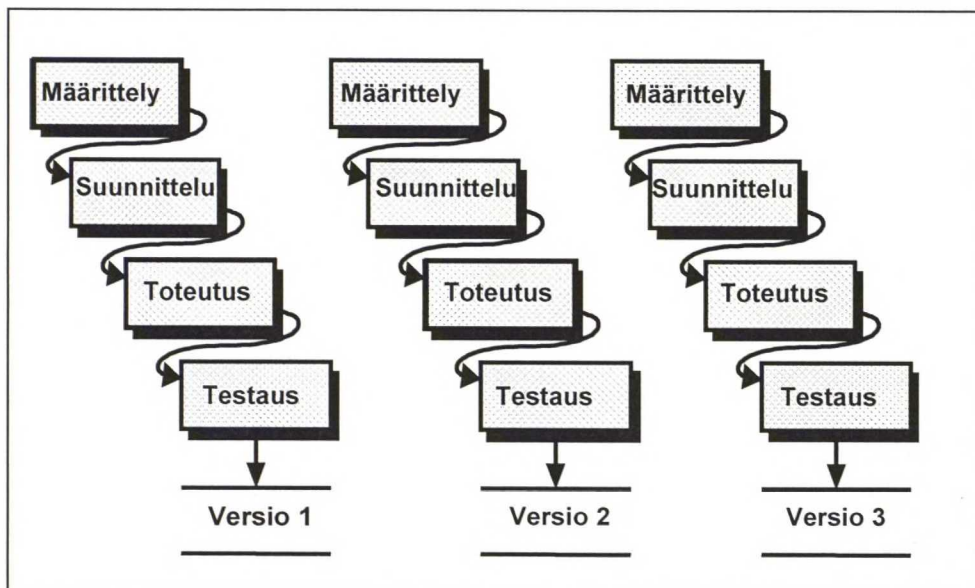 Määrittely
Suunnittelu
Toteutus
Testaus
Versio 1
Määrittely
Suunnittelu
Toteutus
Testaus
Versio 2
Määrittely
Suunnittelu
Toteutus
Testaus
Versio 3